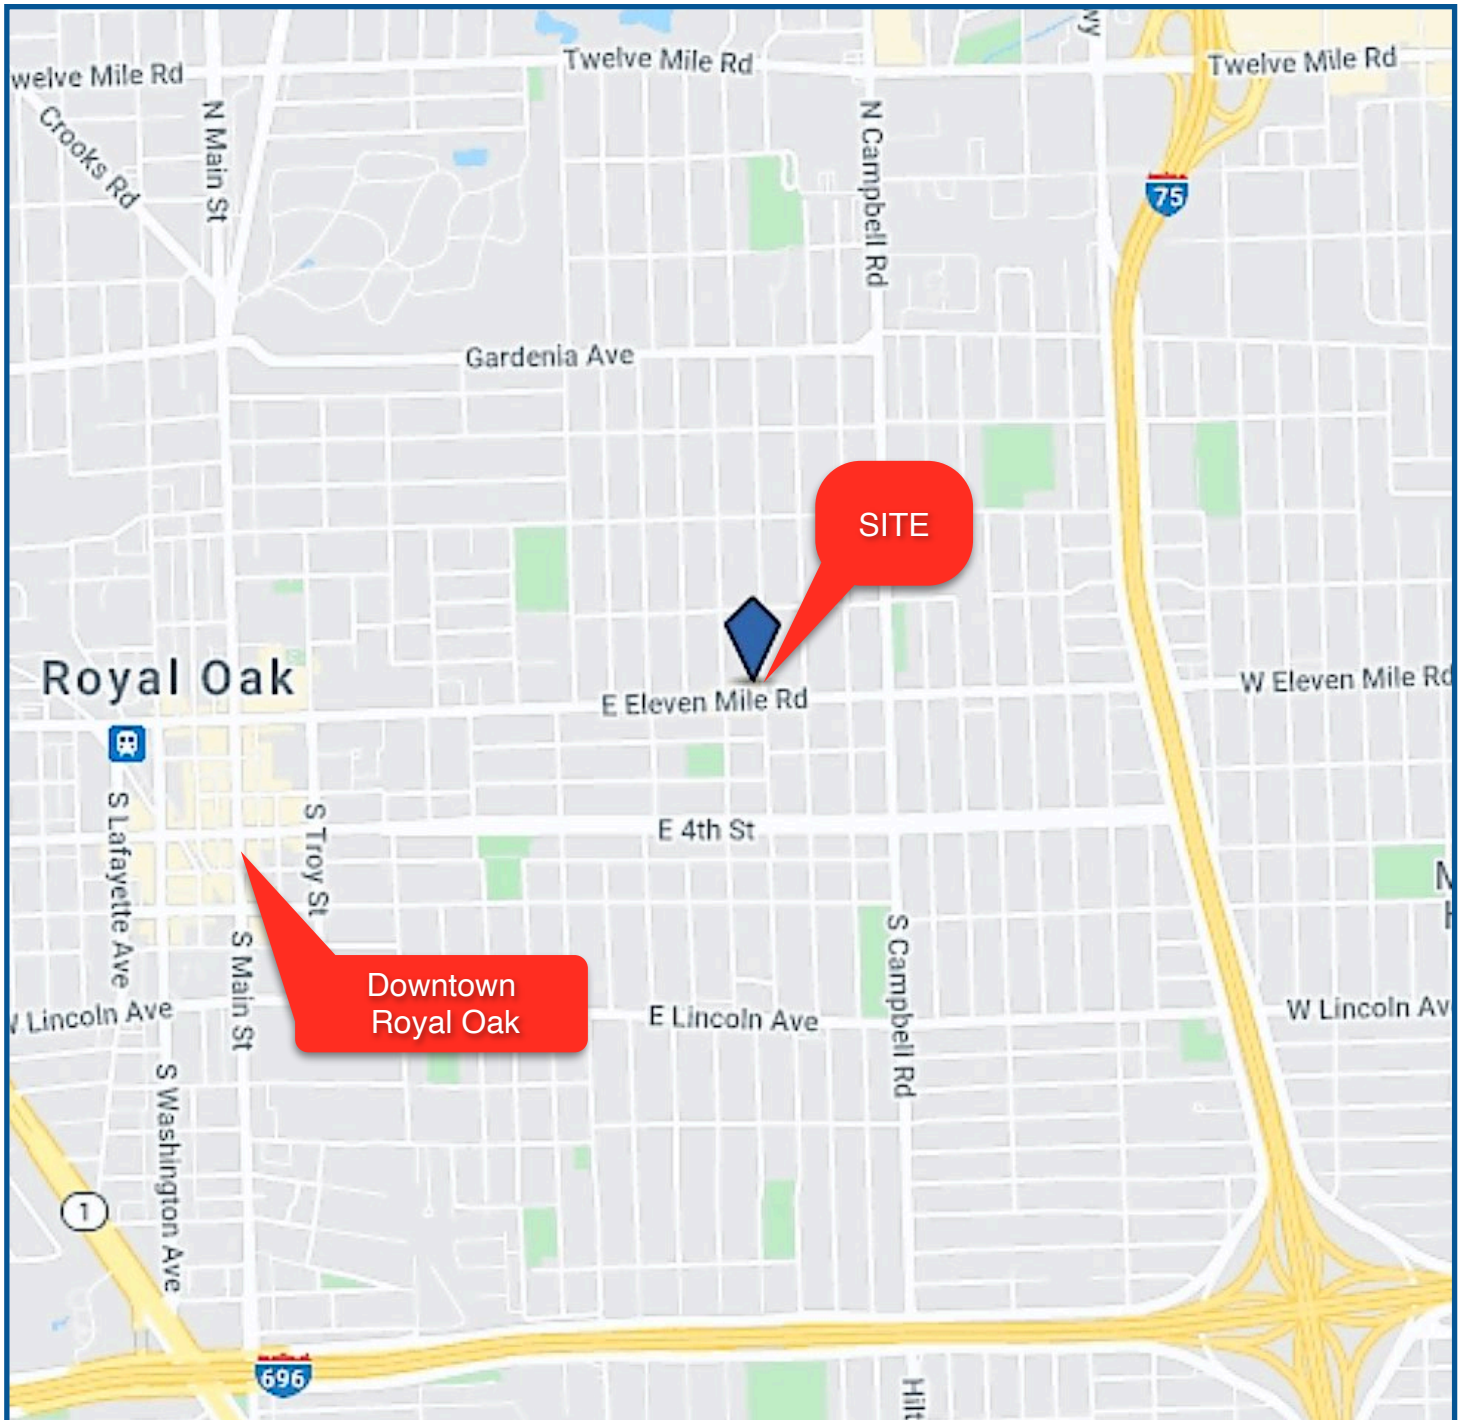 welve Mile Rd
Twelve Mile Rd
Twelve Mile Rd
wy
Crooks Rd
N Main St
N Campbell Rd
75
Gardenia Ave
SITE
Royal Oak
E Eleven Mile Rd
W Eleven Mile Rd
S Lafayette Ave
S Troy St
E 4th St
M
H
S Main St
S Campbell Rd
Downtown
Royal Oak
W Lincoln Ave
E Lincoln Ave
W Lincoln Av
S Washington Ave
1
696
Hilt